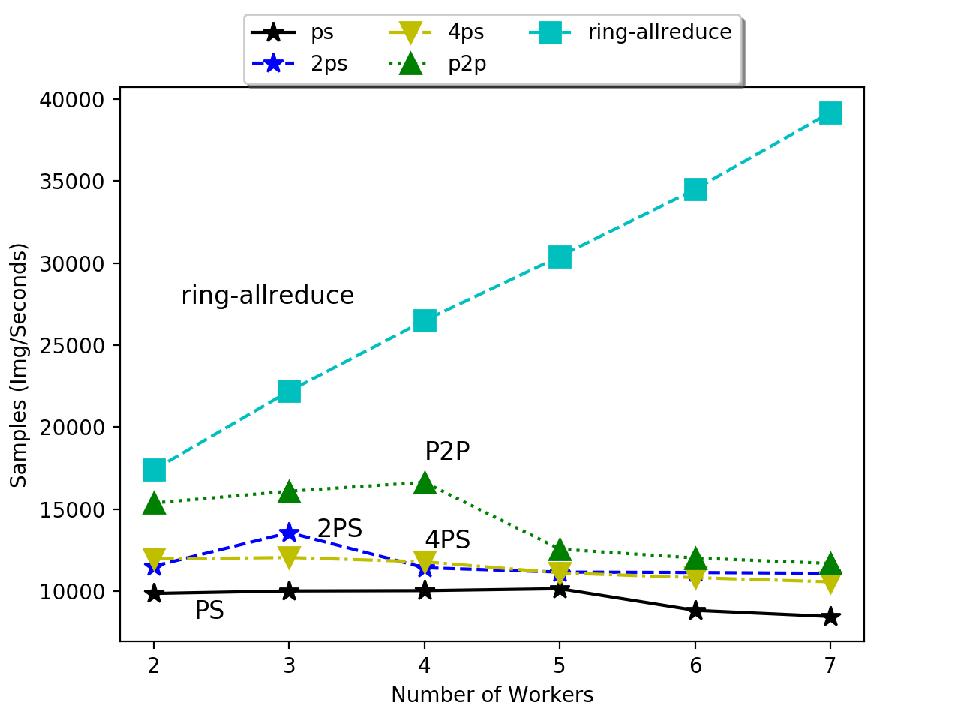 ps 4ps ring-allreduce
2ps p2p
40000
35000
30000
25000
20000
15000
10000
Samples (Img/Seconds)
ring-allreduce
P2P
2PS
4PS
PS
2 3 4 5 6 7
Number of Workers